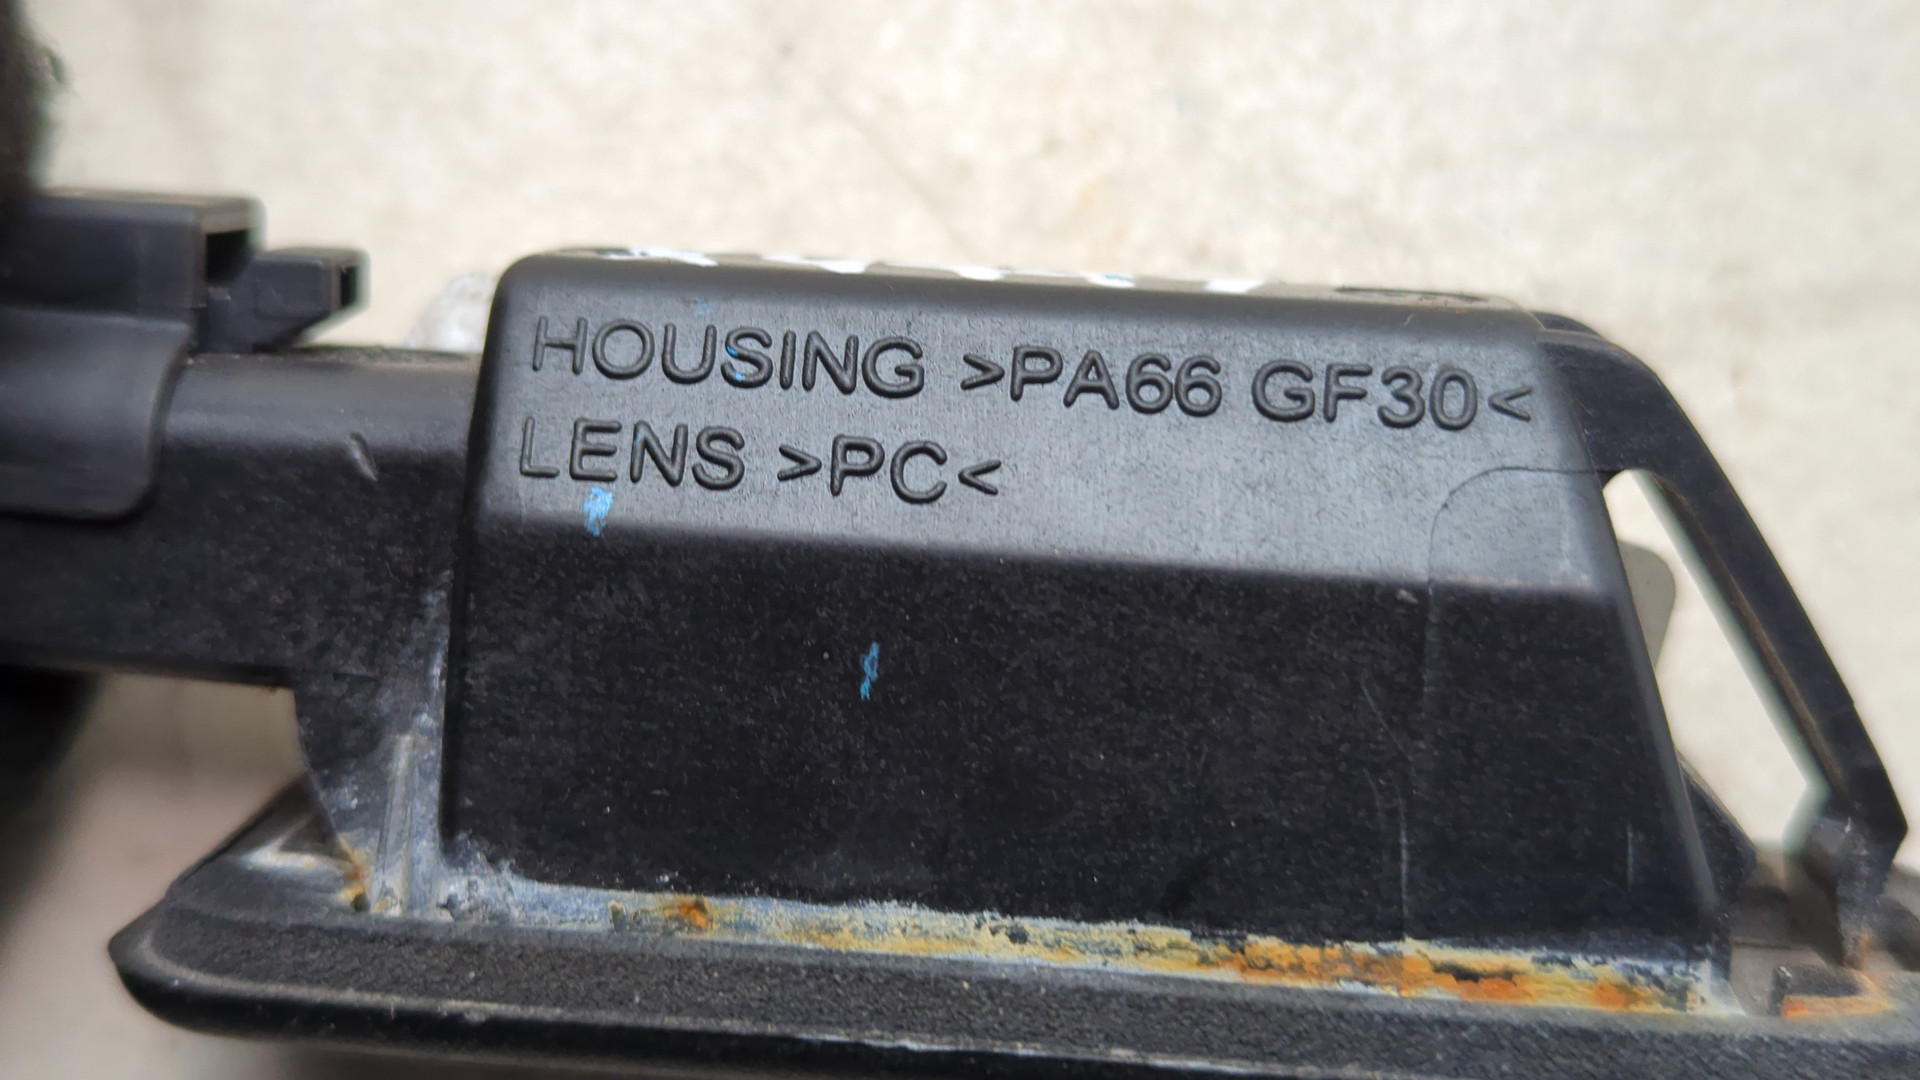 HOUSING >PA66 GF30<
LENS >PC<